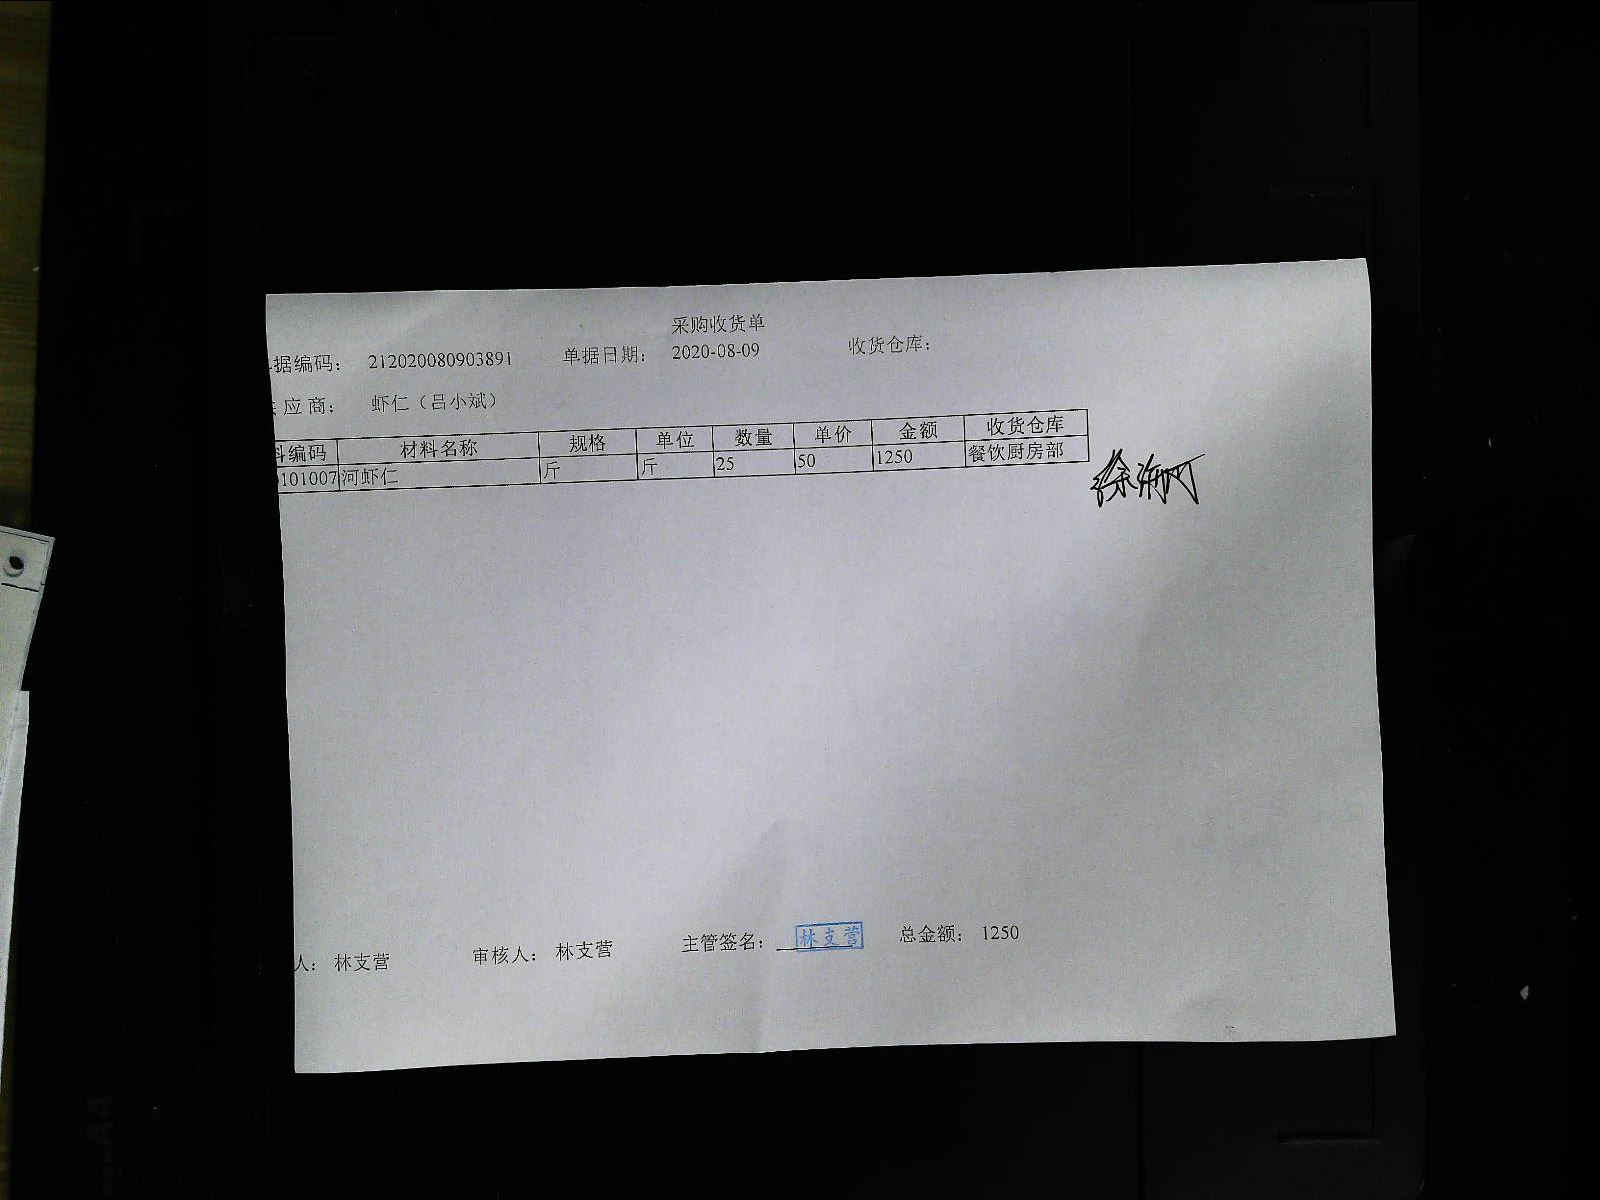 采购收货单
据编码： 212020080903891 单据日期： 2020-08-09 收货仓库：
应商： 虾仁（吕小斌）
料编码 材料名称 规格 单位 数量 单价 金额 收货仓库
101007 河虾仁 斤 斤 25 50 1250 餐饮厨房部
人： 林支营 审核人： 林支营 主管签名： 林支营 总金额： 1250